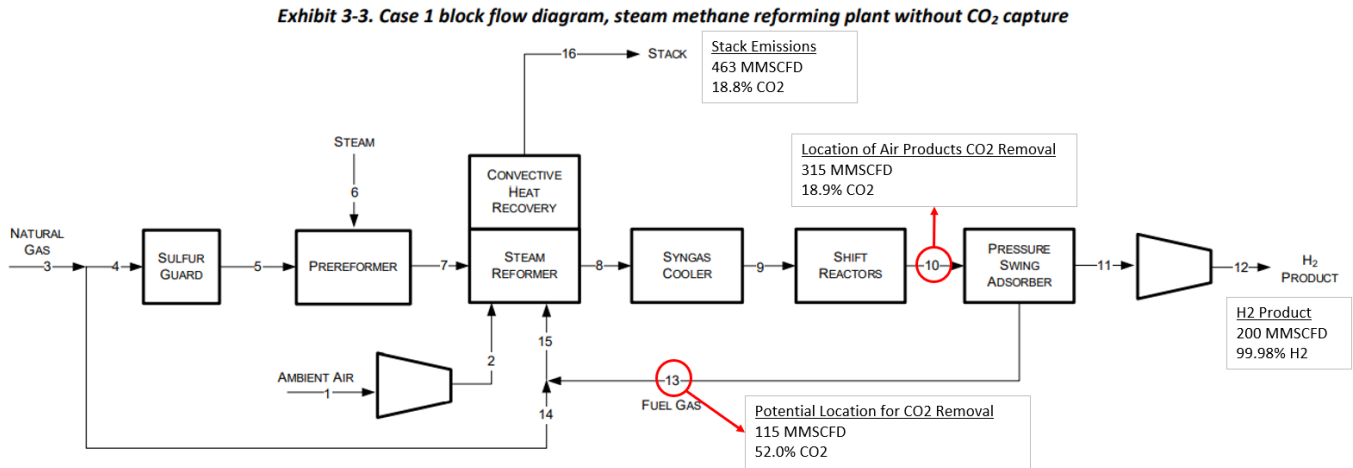 Exhibit 3-3. Case 1 block flow diagram, steam methane reforming plant without CO₂ capture
16
STACK
Stack Emissions
463 MMSCFD
18.8% CO2
STEAM
6
Location of Air Products CO2 Removal
315 MMSCFD
18.9% CO2
CONVECTIVE
HEAT
RECOVERY
NATURAL
GAS
3
4
SULFUR
GUARD
5
PREREFORMER
7
STEAM
REFORMER
8
SYNGAS
COOLER
9
SHIFT
REACTORS
10
PRESSURE
SWING
ADSORBER
11
12
H₂
PRODUCT
H2 Product
200 MMSCFD
99.98% H2
2
15
AMBIENT AIR
1
13
FUEL GAS
14
Potential Location for CO2 Removal
115 MMSCFD
52.0% CO2